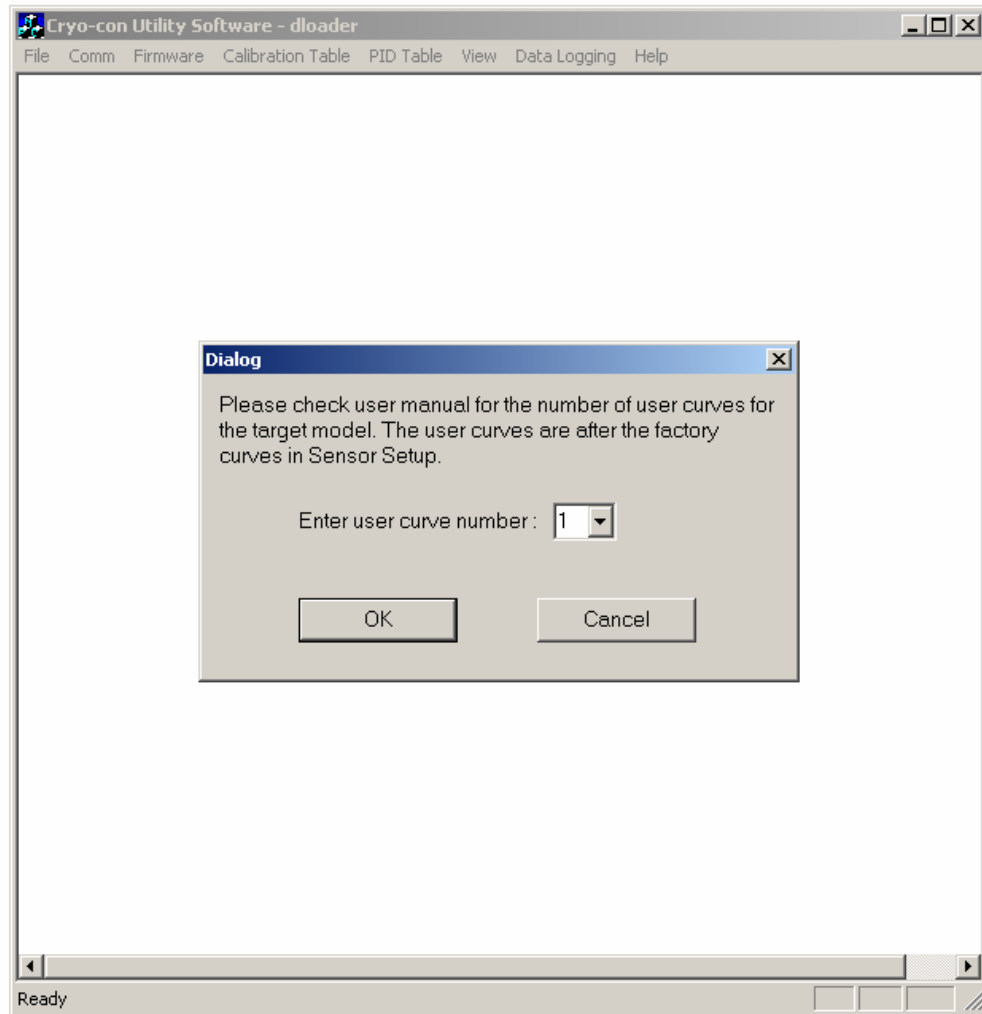 Cryo-con Utility Software - dloader
File Comm Firmware Calibration Table PID Table View Data Logging Help
Dialog
Please check user manual for the number of user curves for
the target model. The user curves are after the factory
curves in Sensor Setup.
Enter user curve number : 1
OK Cancel
Ready